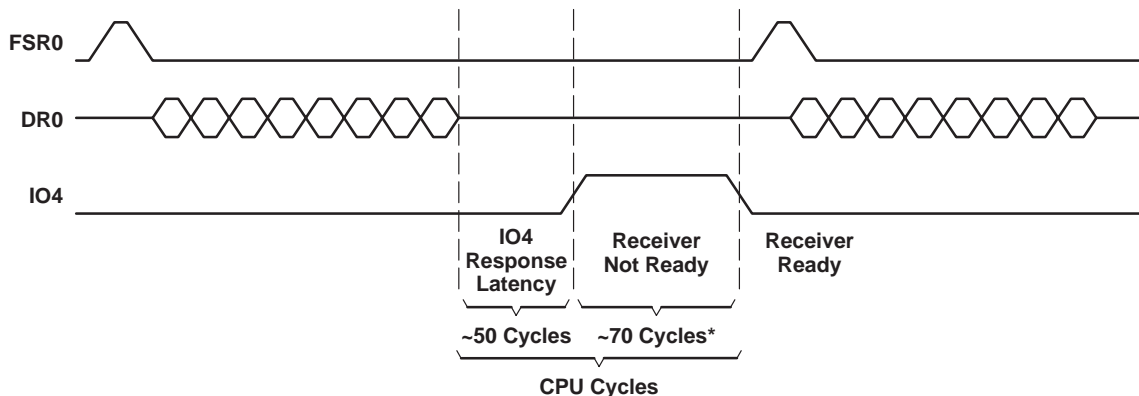 FSR0
DR0
IO4
IO4
Response
Latency
Receiver
Not Ready
Receiver
Ready
~50 Cycles
~70 Cycles*
CPU Cycles